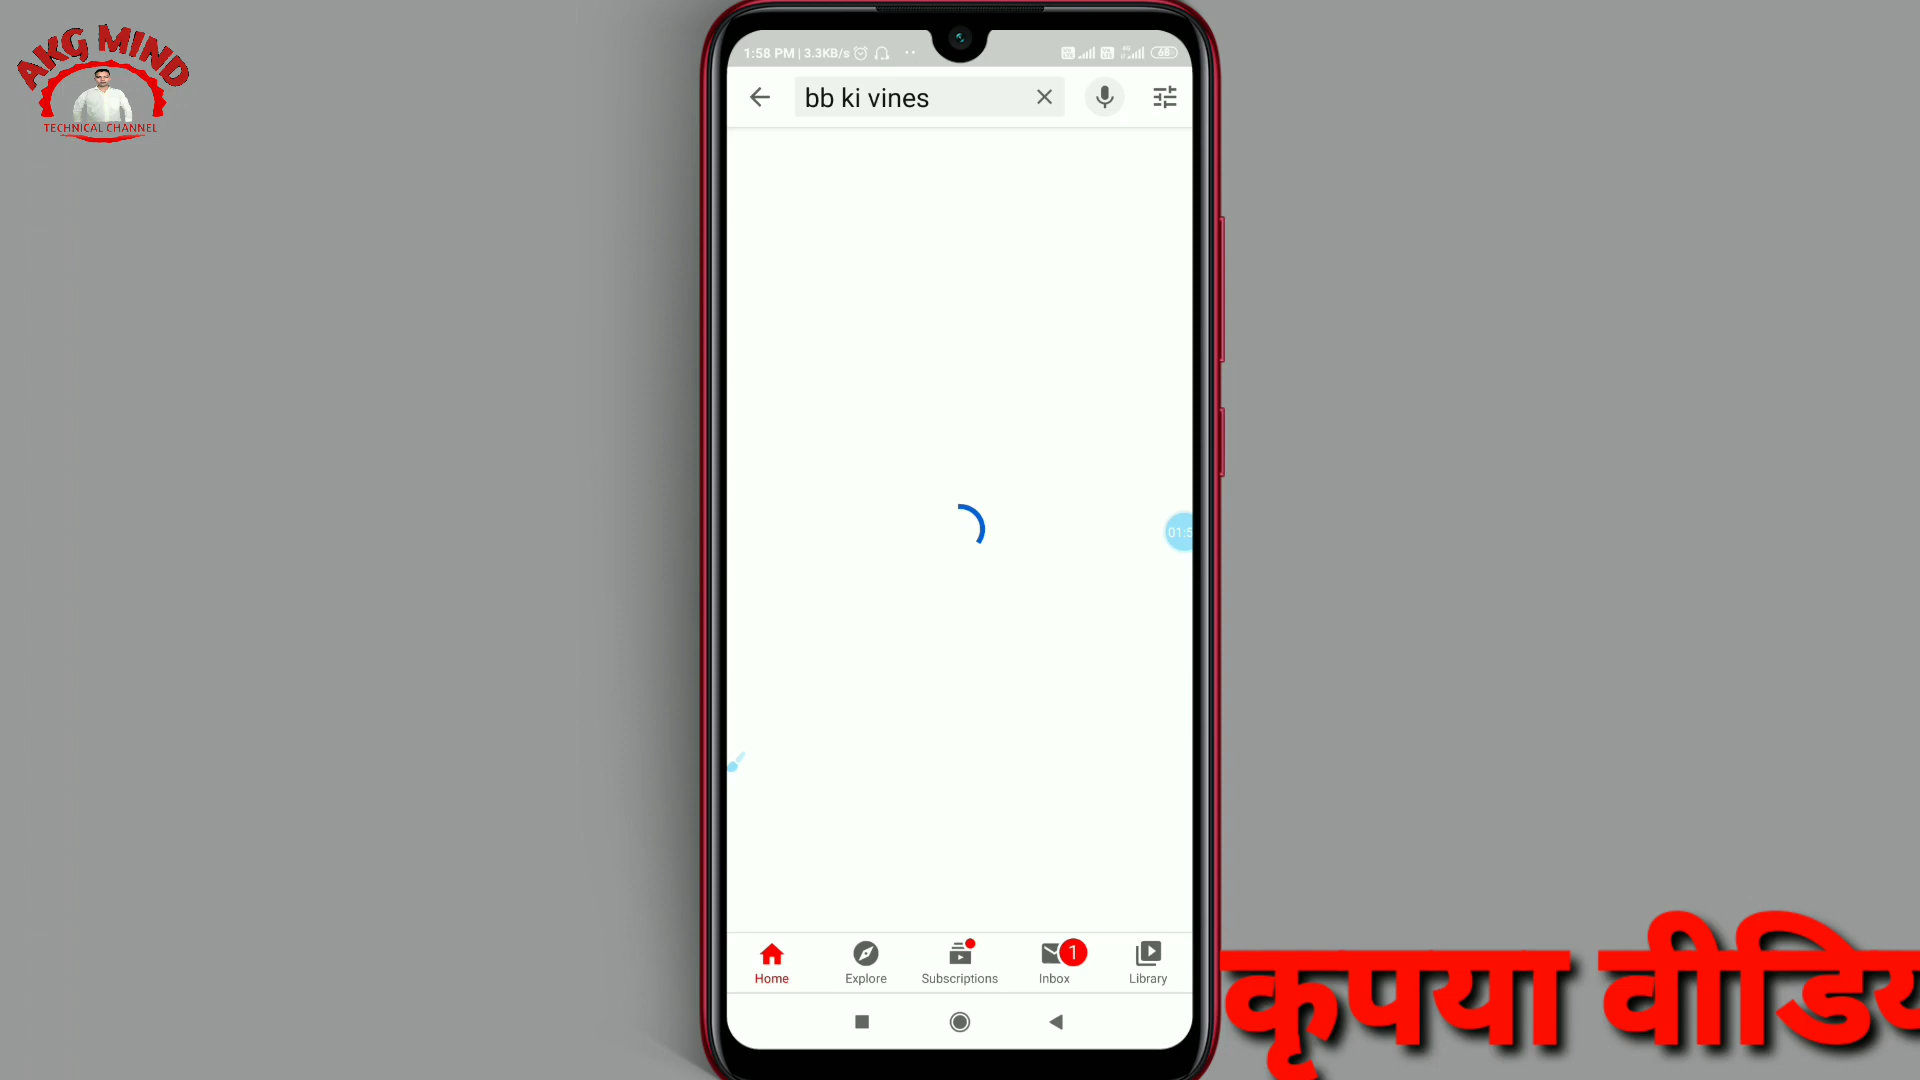 AKG MIND
TECHNICAL CHANNEL
1:58 PM | 3.3KB/s
68
bb ki vines
Home
Explore
Subscriptions
1
Inbox
Library
कृपया